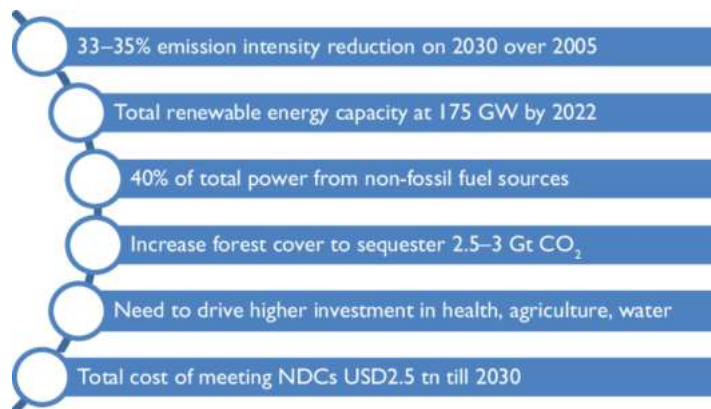 33–35% emission intensity reduction on 2030 over 2005
Total renewable energy capacity at 175 GW by 2022
40% of total power from non-fossil fuel sources
Increase forest cover to sequester 2.5–3 Gt CO₂
Need to drive higher investment in health, agriculture, water
Total cost of meeting NDCs USD2.5 tn till 2030